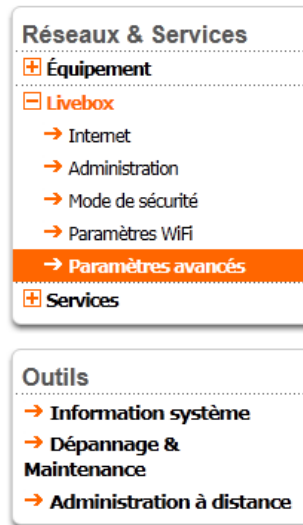 Réseaux & Services
Équipement
Livebox
Internet
Administration
Mode de sécurité
Paramètres WiFi
Paramètres avancés
Services
Outils
Information système
Dépannage &
Maintenance
Administration à distance